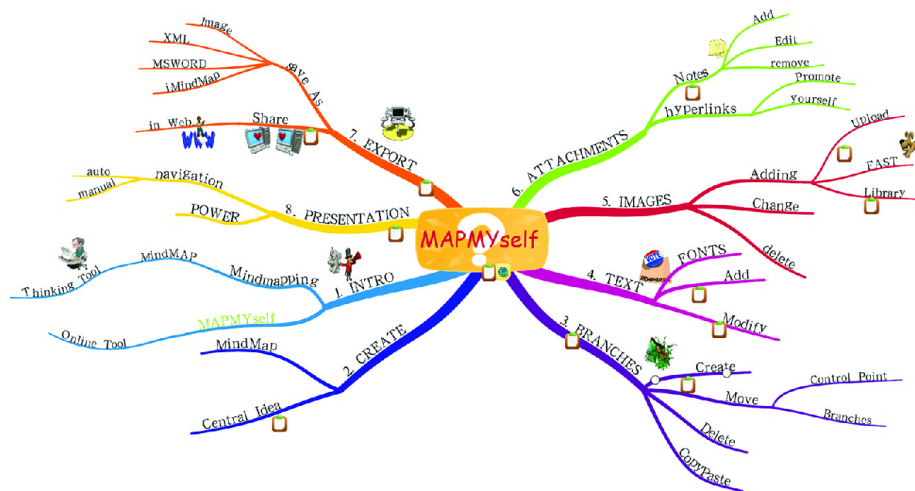 MAPMYself
1. INTRO
Mindmapping
MindMAP
Thinking Tool
MAPMYself
Online Tool
2. CREATE
MindMap
Central Idea
3. BRANCHES
Create
Move
Control Point
Branches
Delete
CopyPaste
4. TEXT
FONTS
Add
Modify
VOTE
5. IMAGES
Adding
Upload
FAST
Library
Change
delete
6. ATTACHMENTS
Notes
Add
Edit
remove
hyperlinks
Promote
yourself
7. EXPORT
save As
Image
XML
MSWORD
iMindMap
Share
in Web
WWW
8. PRESENTATION
navigation
auto
manual
POWER